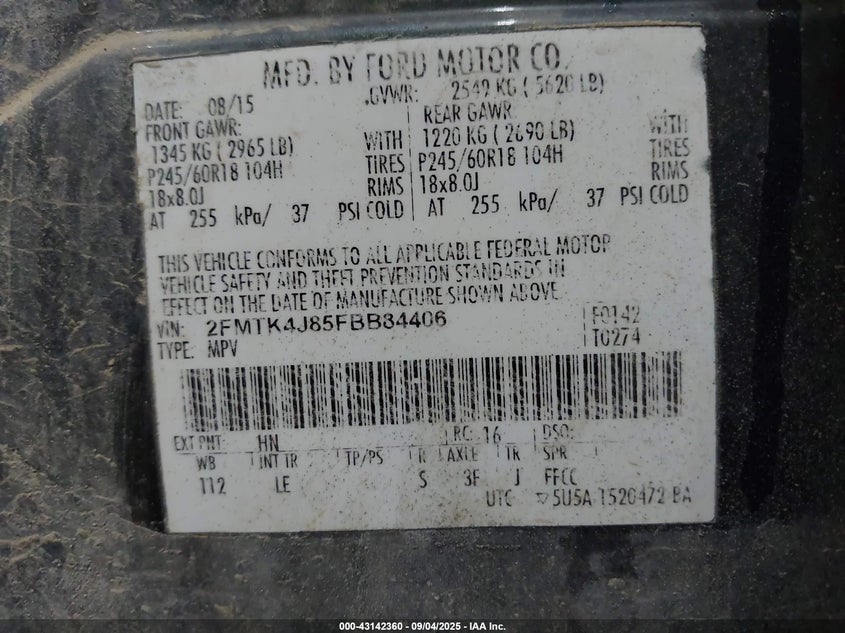 MFD. BY FORD MOTOR CO.
DATE: 08/15 GVWR: 2549 KG ( 5620 LB)
FRONT GAWR: REAR GAWR:
1345 KG ( 2965 LB) WITH 1220 KG ( 2690 LB) WITH
P245/60R18 104H TIRES P245/60R18 104H TIRES
18x8.0J RIMS 18x8.0J RIMS
AT 255 kPa/ 37 PSI COLD AT 255 kPa/ 37 PSI COLD
THIS VEHICLE CONFORMS TO ALL APPLICABLE FEDERAL MOTOR
VEHICLE SAFETY AND THEFT PREVENTION STANDARDS IN
EFFECT ON THE DATE OF MANUFACTURE SHOWN ABOVE.
VIN: 2FMTK4J85FBB84406 F0142
TYPE: MPV T0274
EXT PNT: HN RC: 16 DSO:
WB INT TR TP/PS R AXLE TR SPR
112 LE S 3F J FFCC
UTC 5U5A-1520472-BA
000-43142360 - 09/04/2025 - IAA Inc.